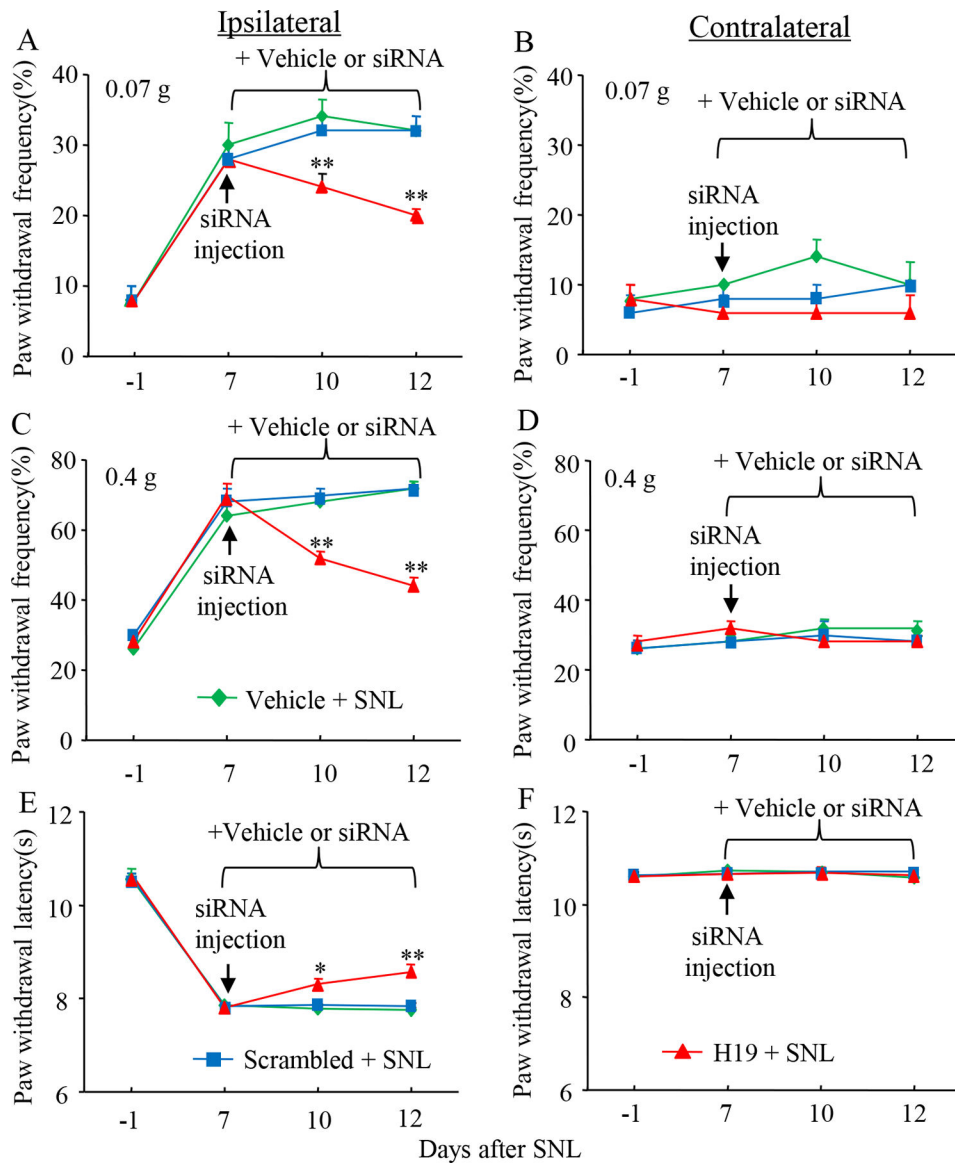 Ipsilateral
Contralateral
A
+ Vehicle or siRNA
0.07 g
Paw withdrawal frequency(%)
40
30
20
10
0
siRNA
injection
**
**
-1 7 10 12
B
+ Vehicle or siRNA
0.07 g
Paw withdrawal frequency(%)
40
30
20
10
0
siRNA
injection
-1 7 10 12
C
+ Vehicle or siRNA
0.4 g
Paw withdrawal frequency(%)
80
60
40
20
0
siRNA
injection
**
**
Vehicle + SNL
-1 7 10 12
D
+ Vehicle or siRNA
0.4 g
Paw withdrawal frequency(%)
80
60
40
20
0
siRNA
injection
-1 7 10 12
E
+Vehicle or siRNA
Paw withdrawal latency(s)
12
10
8
6
siRNA
injection
*
**
Scrambled + SNL
-1 7 10 12
F
+ Vehicle or siRNA
Paw withdrawal latency(s)
12
10
8
6
siRNA
injection
H19 + SNL
-1 7 10 12
Days after SNL